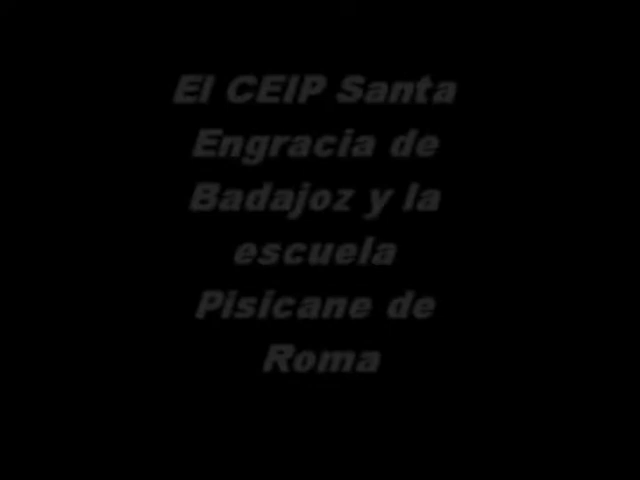 El CEIP Santa
Engracia de
Badajoz y la
escuela
Pisicane de
Roma